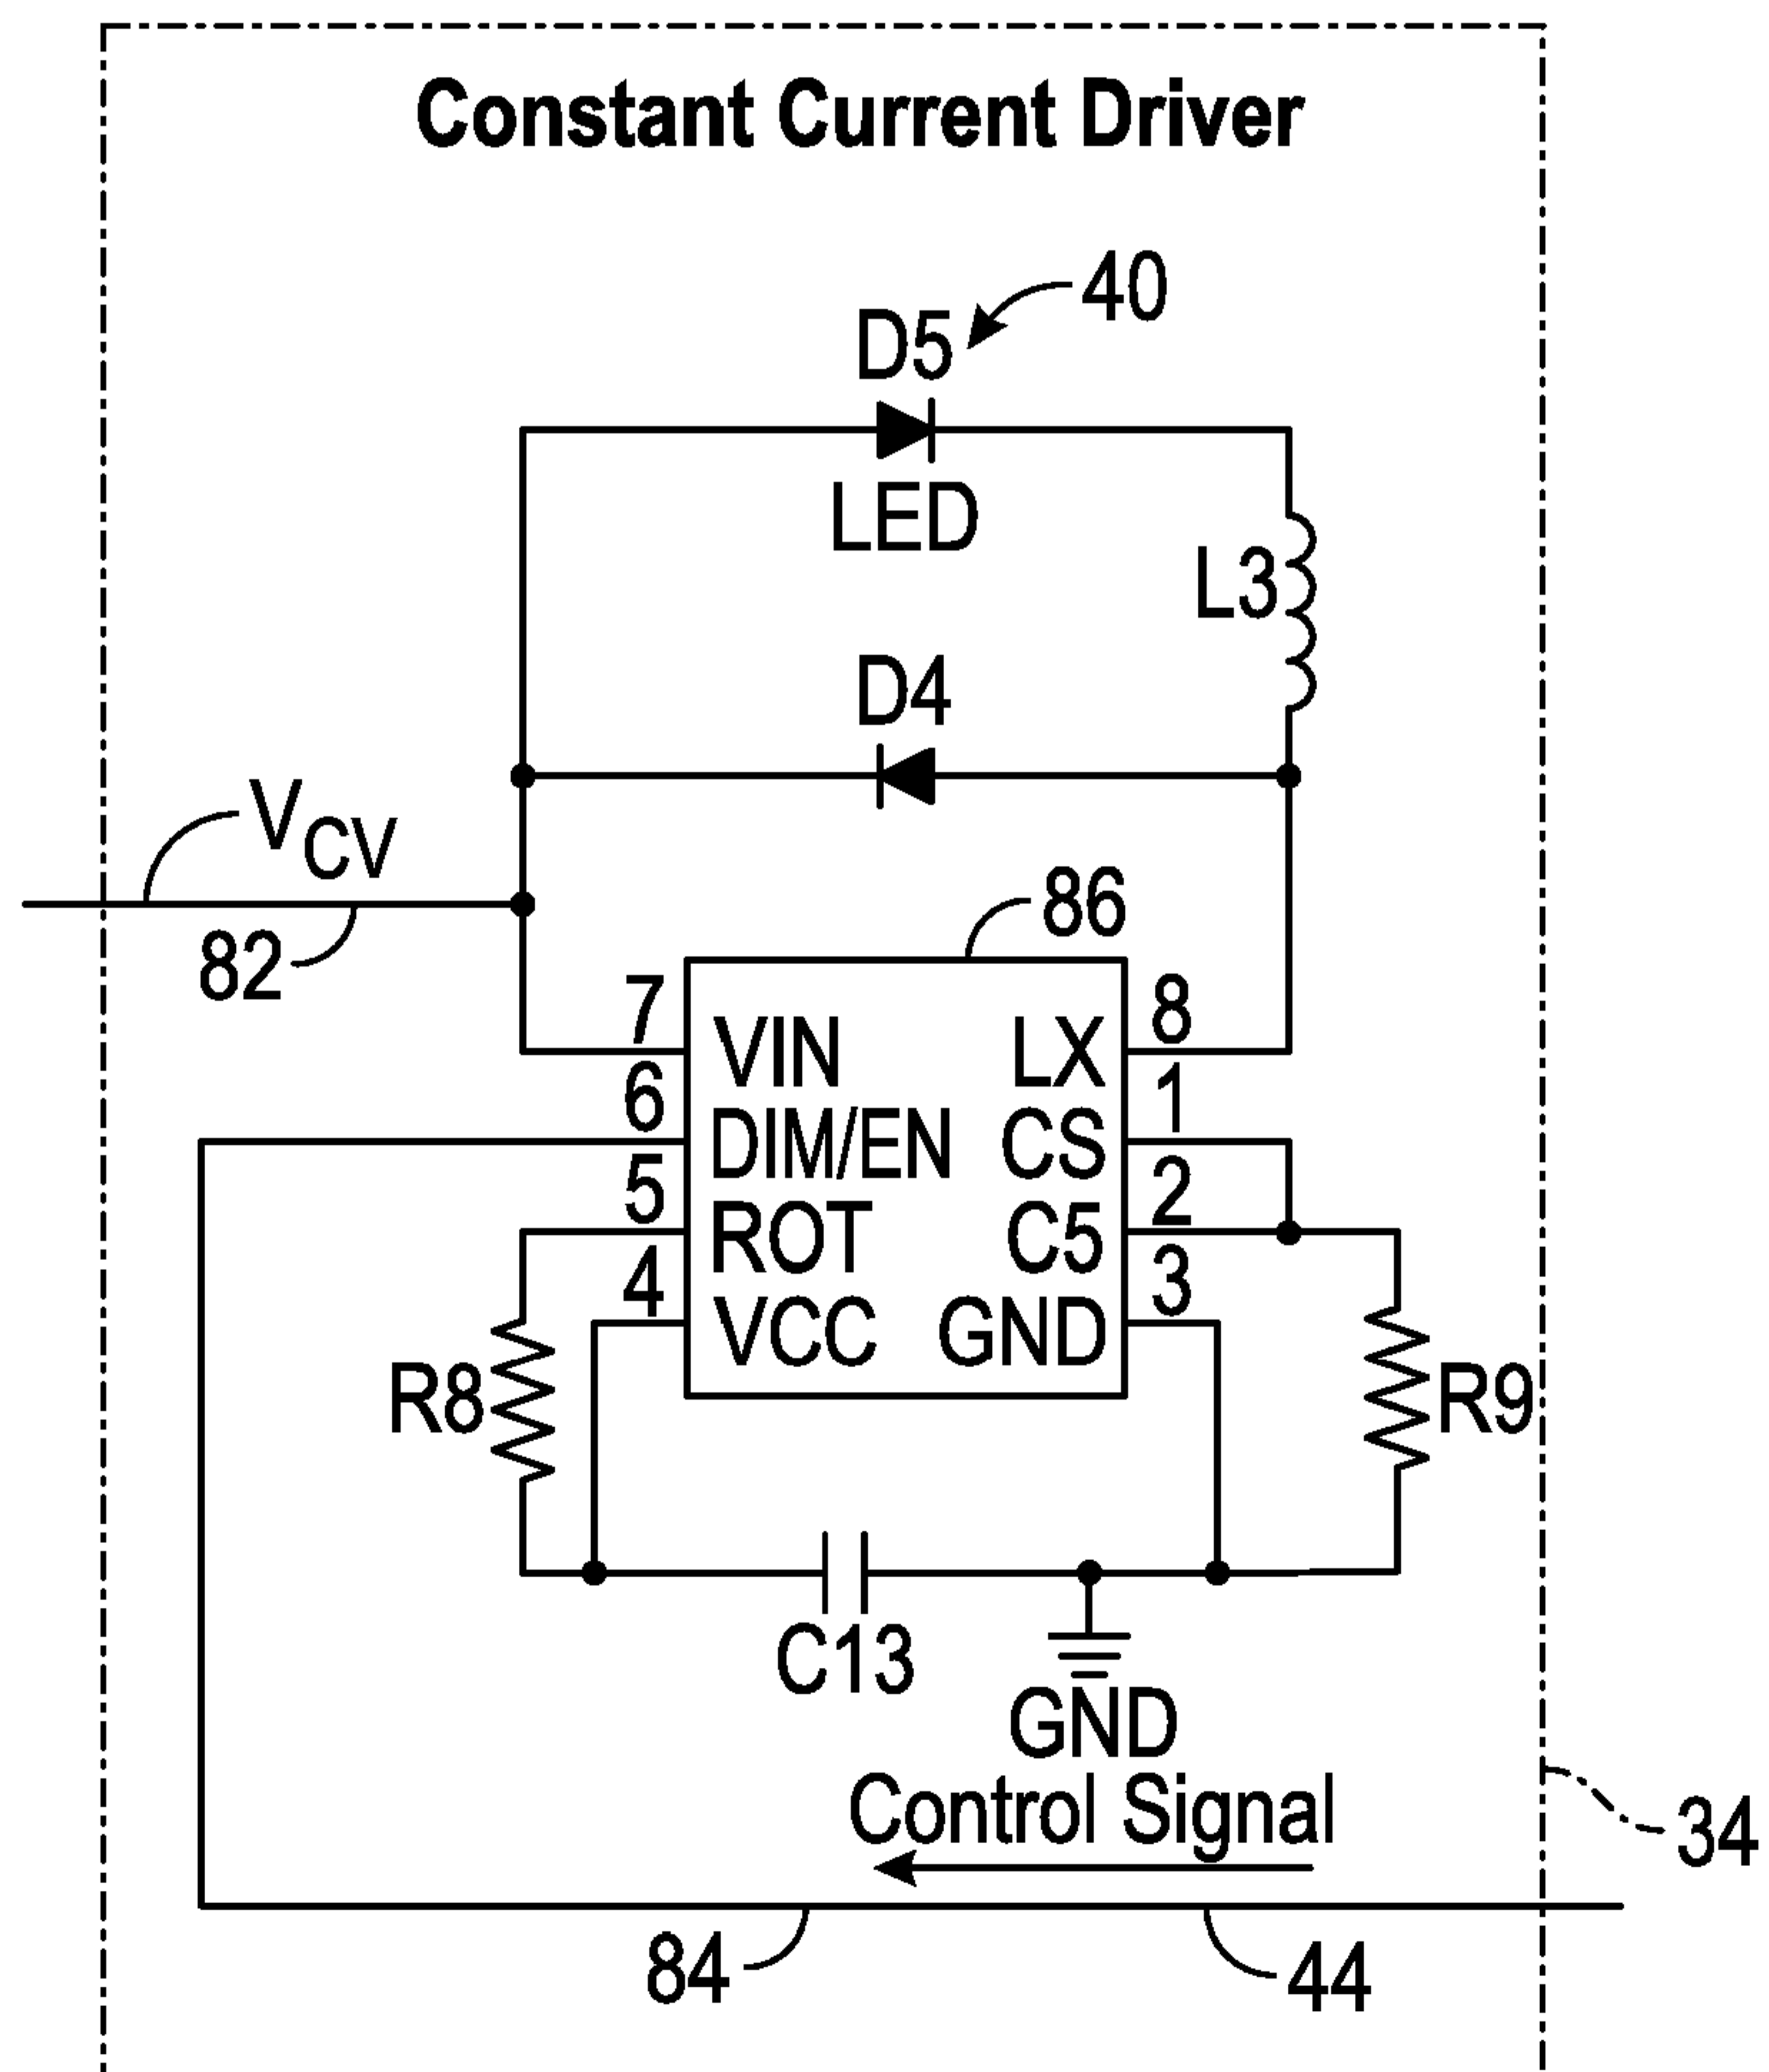 Constant Current Driver
40
D5
LED
L3
D4
VCV
82
86
7 VIN LX 8
6 DIM/EN CS 1
5 ROT C5 2
4 VCC GND 3
R8
R9
C13
GND
Control Signal
34
84
44